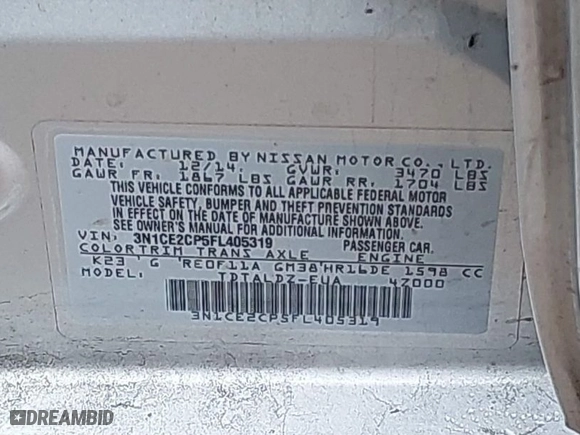 MANUFACTURED BY NISSAN MOTOR CO., LTD.
DATE: 12/14 GVWR: 3470 LBS
GAWR FR: 1867 LBS GAWR RR: 1704 LBS
THIS VEHICLE CONFORMS TO ALL APPLICABLE FEDERAL MOTOR
VEHICLE SAFETY, BUMPER AND THEFT PREVENTION STANDARDS
IN EFFECT ON THE DATE OF MANUFACTURE SHOWN ABOVE.
SEE OWNER'S MANUAL FOR ADDITIONAL INFORMATION.
VIN: 3N1CE2CP5FL405319 PASSENGER CAR
COLOR TRIM TRANS AXLE ENGINE
K23 G RE0F11A GM38 HR16DE 1598 CC
MODEL: TDTALDZ-EUA 47000
3N1CE2CP5FL405319
DREAMBID